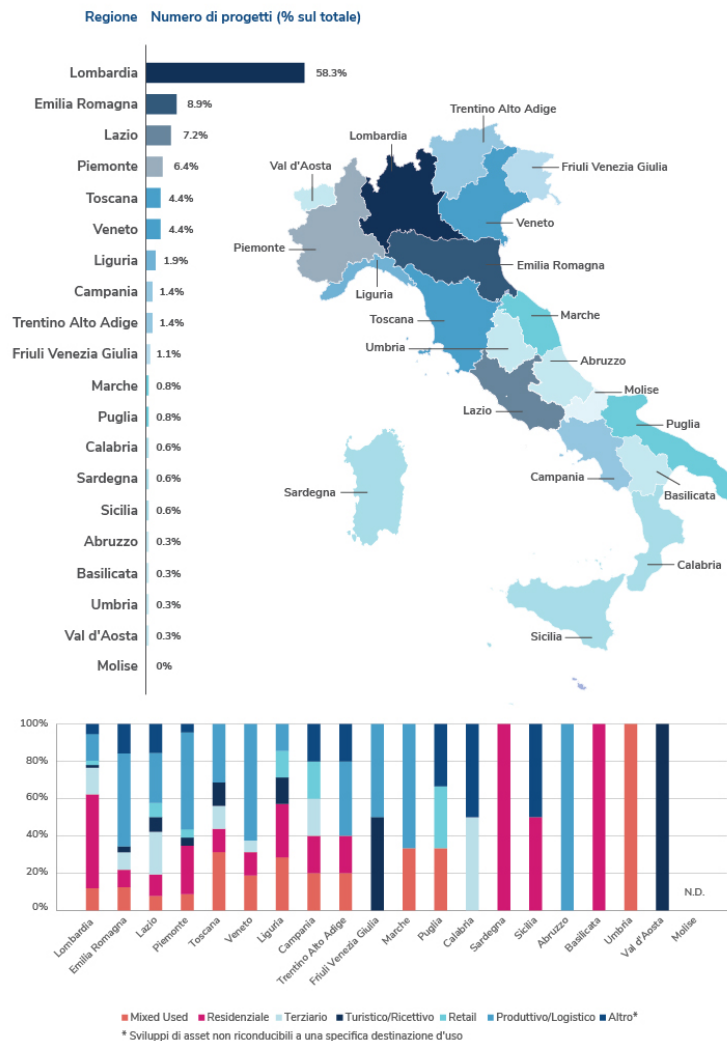 Regione Numero di progetti (% sul totale)
Lombardia 58.3%
Emilia Romagna 8.9%
Lazio 7.2%
Piemonte 6.4%
Toscana 4.4%
Veneto 4.4%
Liguria 1.9%
Campania 1.4%
Trentino Alto Adige 1.4%
Friuli Venezia Giulia 1.1%
Marche 0.8%
Puglia 0.8%
Calabria 0.6%
Sardegna 0.6%
Sicilia 0.6%
Abruzzo 0.3%
Basilicata 0.3%
Umbria 0.3%
Val d'Aosta 0.3%
Molise 0%
Trentino Alto Adige
Lombardia
Val d'Aosta
Friuli Venezia Giulia
Veneto
Piemonte
Emilia Romagna
Liguria
Marche
Toscana
Umbria
Abruzzo
Molise
Lazio
Puglia
Campania
Sardegna
Basilicata
Calabria
Sicilia
100%
80%
60%
40%
20%
0%
N.D.
Lombardia
Emilia Romagna
Lazio
Piemonte
Toscana
Veneto
Liguria
Campania
Trentino Alto Adige
Friuli Venezia Giulia
Marche
Puglia
Calabria
Sardegna
Sicilia
Abruzzo
Basilicata
Umbria
Val d'Aosta
Molise
Mixed Used Residenziale Terziario Turistico/Ricettivo Retail Produttivo/Logistico Altro*
* Sviluppi di asset non riconducibili a una specifica destinazione d'uso